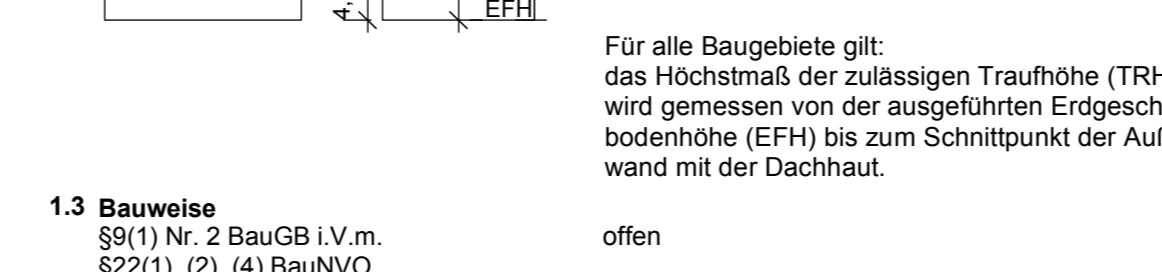 EFH
Für alle Baugebiete gilt:
das Höchstmaß der zulässigen Traufhöhe (TRH
wird gemessen von der ausgeführten Erdgesch
bodenhöhe (EFH) bis zum Schnittpunkt der Auß
wand mit der Dachhaut.
1.3 Bauweise
§9(1) Nr. 2 BauGB i.V.m. offen
§22(1), (2), (4) BauNVO